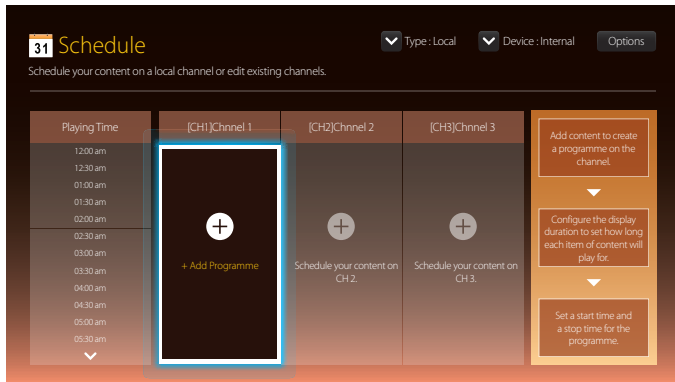 31 Schedule
Type : Local
Device : Internal
Options
Schedule your content on a local channel or edit existing channels.
Playing Time
[CH1]Chnnel 1
[CH2]Chnnel 2
[CH3]Chnnel 3
12:00 am
12:30 am
01:00 am
01:30 am
02:00 am
02:30 am
03:00 am
03:30 am
04:00 am
04:30 am
05:00 am
05:30 am
+ Add Programme
Schedule your content on
CH 2.
Schedule your content on
CH 3.
Add content to create
a programme on the
channel.
Configure the display
duration to set how long
each item of content will
play for.
Set a start time and
a stop time for the
programme.